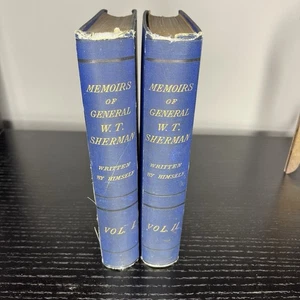 MEMOIRS
OF
GENERAL
W. T.
SHERMAN
WRITTEN
BY HIMSELF
VOL. I.
MEMOIRS
OF
GENERAL
W. T.
SHERMAN
WRITTEN
BY HIMSELF
VOL. II.